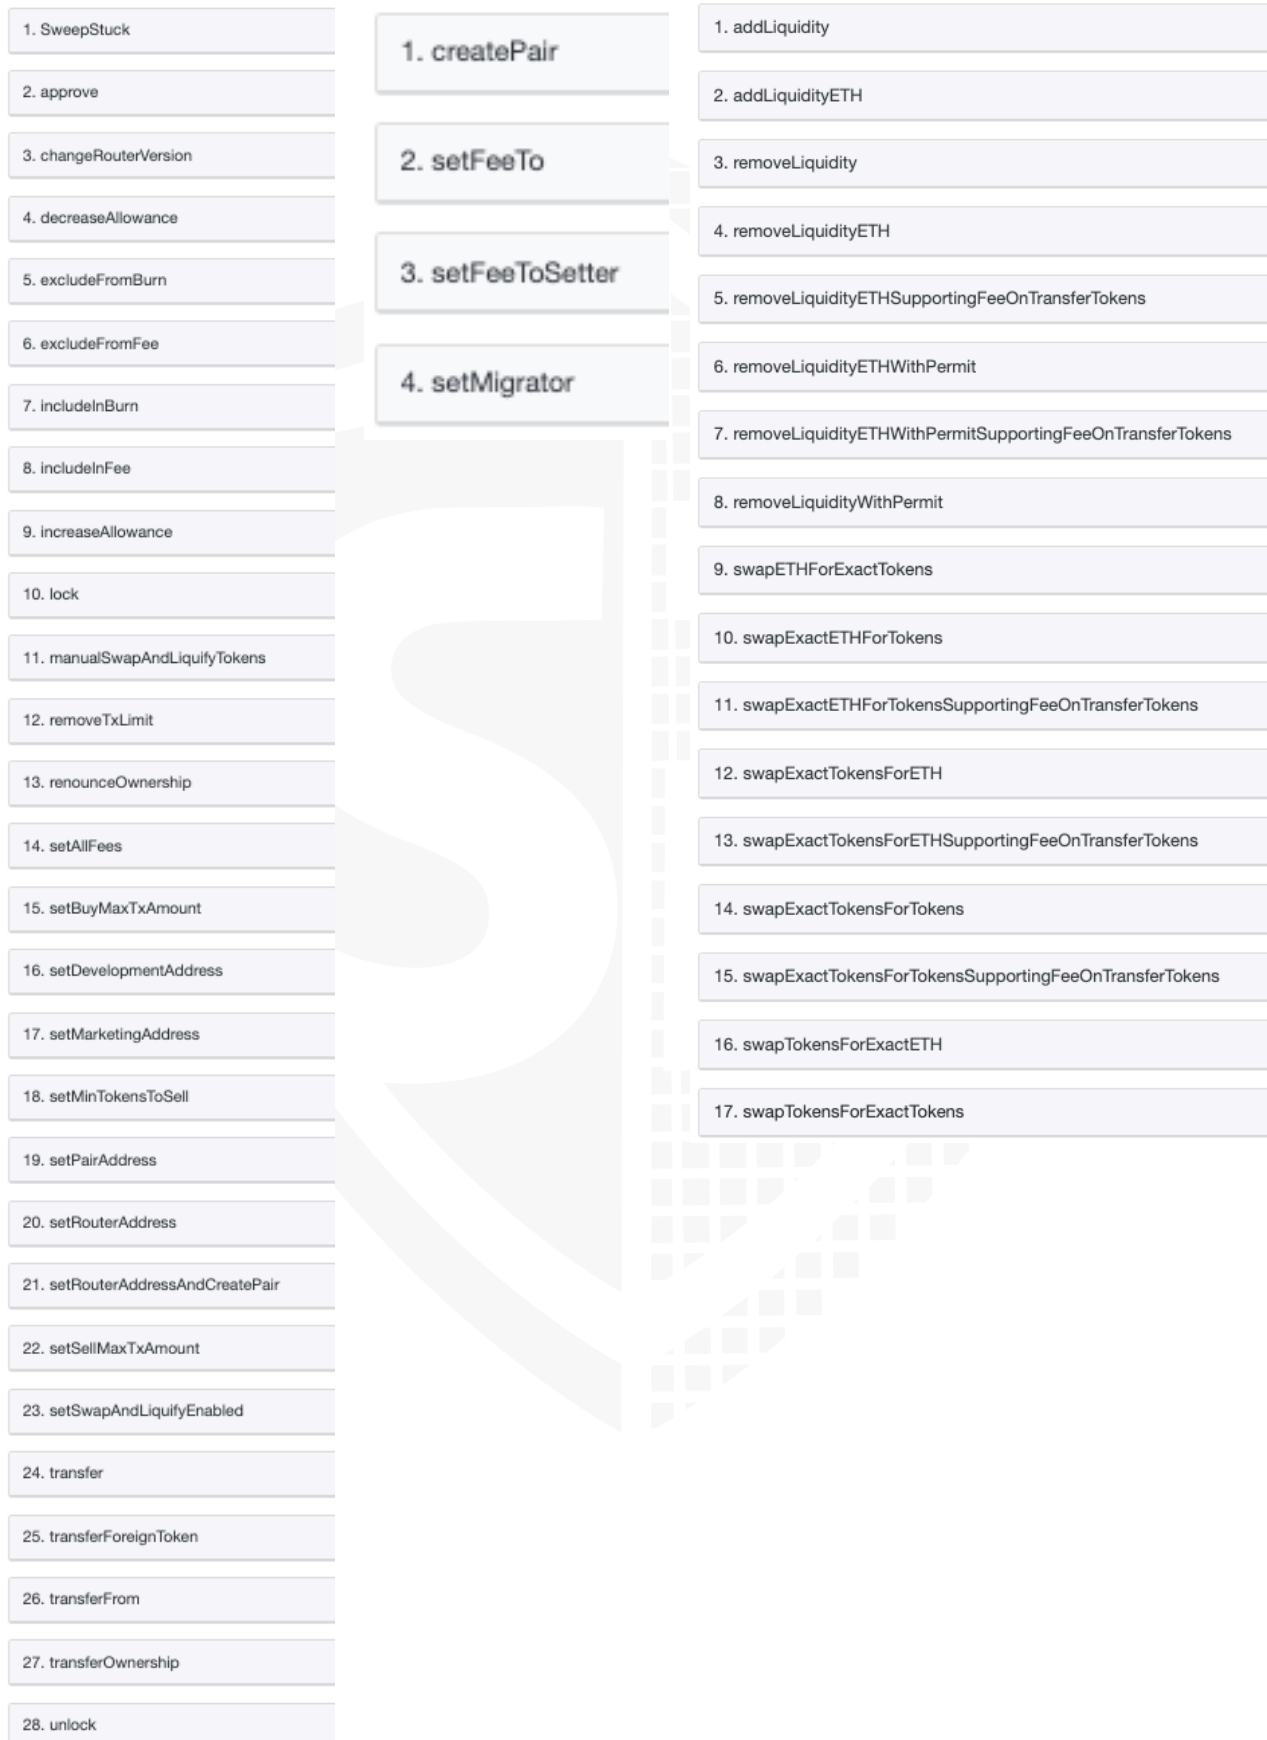 1. SweepStuck
2. approve
3. changeRouterVersion
4. decreaseAllowance
5. excludeFromBurn
6. excludeFromFee
7. includeInBurn
8. includeInFee
9. increaseAllowance
10. lock
11. manualSwapAndLiquifyTokens
12. removeTxLimit
13. renounceOwnership
14. setAllFees
15. setBuyMaxTxAmount
16. setDevelopmentAddress
17. setMarketingAddress
18. setMinTokensToSell
19. setPairAddress
20. setRouterAddress
21. setRouterAddressAndCreatePair
22. setSellMaxTxAmount
23. setSwapAndLiquifyEnabled
24. transfer
25. transferForeignToken
26. transferFrom
27. transferOwnership
28. unlock
1. createPair
2. setFeeTo
3. setFeeToSetter
4. setMigrator
1. addLiquidity
2. addLiquidityETH
3. removeLiquidity
4. removeLiquidityETH
5. removeLiquidityETHSupportingFeeOnTransferTokens
6. removeLiquidityETHWithPermit
7. removeLiquidityETHWithPermitSupportingFeeOnTransferTokens
8. removeLiquidityWithPermit
9. swapETHForExactTokens
10. swapExactETHForTokens
11. swapExactETHForTokensSupportingFeeOnTransferTokens
12. swapExactTokensForETH
13. swapExactTokensForETHSupportingFeeOnTransferTokens
14. swapExactTokensForTokens
15. swapExactTokensForTokensSupportingFeeOnTransferTokens
16. swapTokensForExactETH
17. swapTokensForExactTokens